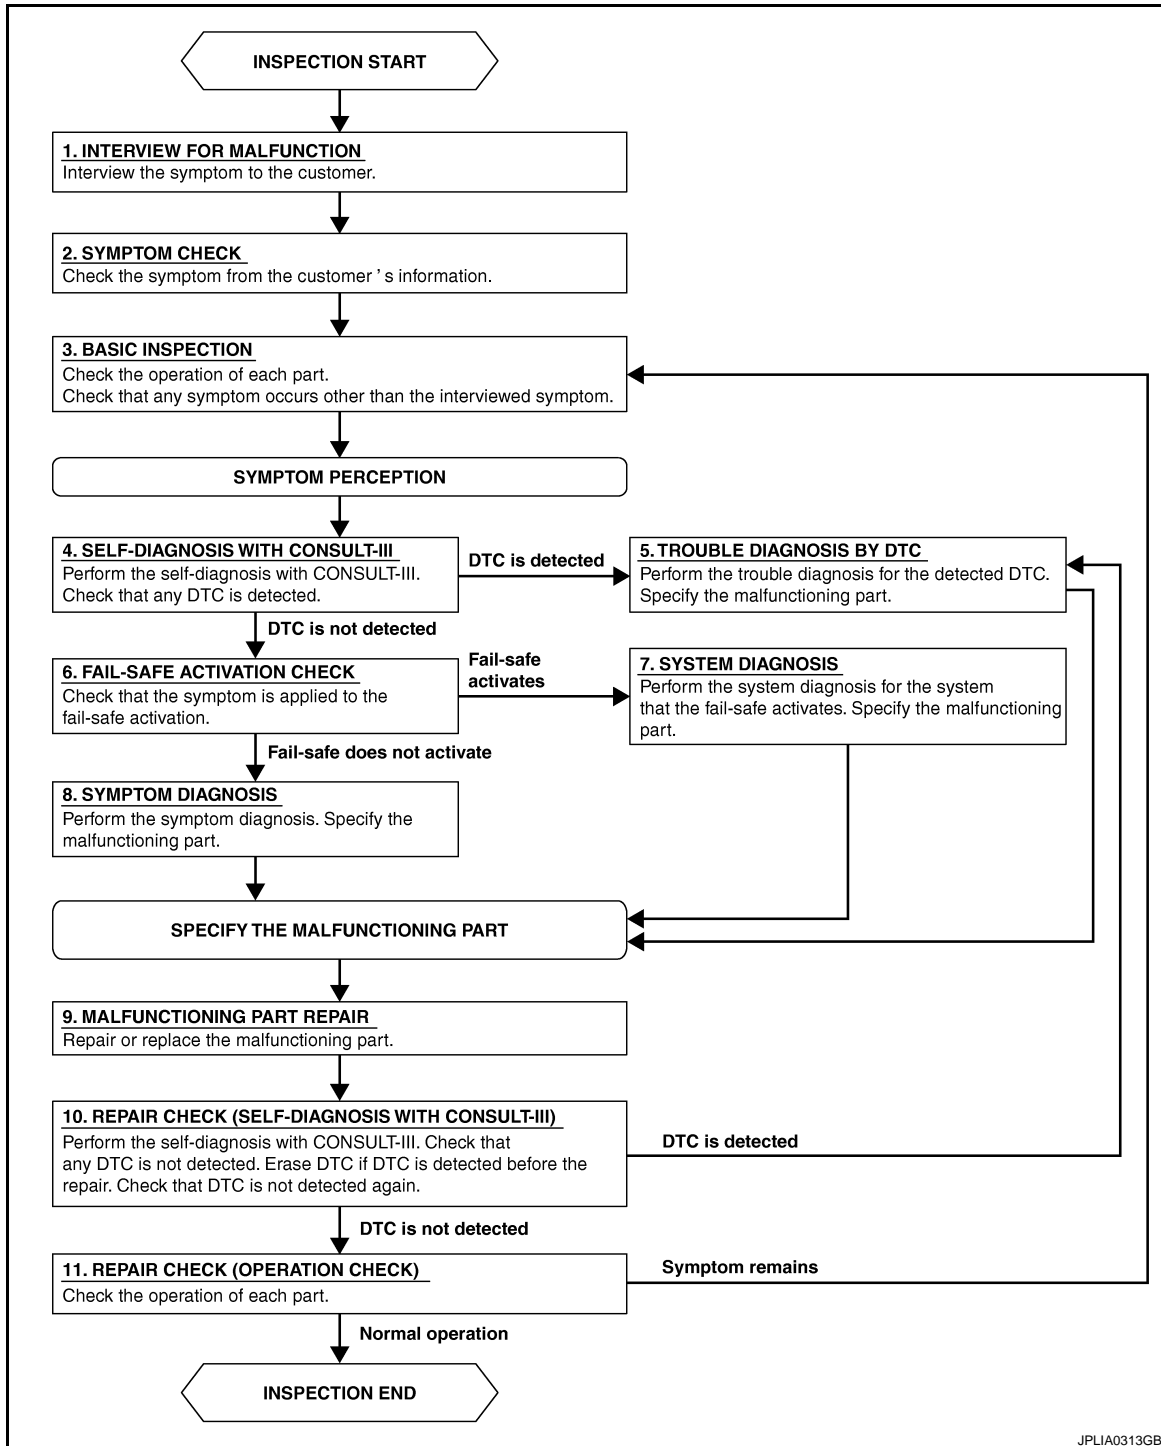 INSPECTION START
1. INTERVIEW FOR MALFUNCTION
Interview the symptom to the customer.
2. SYMPTOM CHECK
Check the symptom from the customer ’ s information.
3. BASIC INSPECTION
Check the operation of each part.
Check that any symptom occurs other than the interviewed symptom.
SYMPTOM PERCEPTION
4. SELF-DIAGNOSIS WITH CONSULT-III
Perform the self-diagnosis with CONSULT-III.
Check that any DTC is detected.
DTC is detected
5. TROUBLE DIAGNOSIS BY DTC
Perform the trouble diagnosis for the detected DTC.
Specify the malfunctioning part.
DTC is not detected
6. FAIL-SAFE ACTIVATION CHECK
Check that the symptom is applied to the
fail-safe activation.
Fail-safe
activates
7. SYSTEM DIAGNOSIS
Perform the system diagnosis for the system
that the fail-safe activates. Specify the malfunctioning
part.
Fail-safe does not activate
8. SYMPTOM DIAGNOSIS
Perform the symptom diagnosis. Specify the
malfunctioning part.
SPECIFY THE MALFUNCTIONING PART
9. MALFUNCTIONING PART REPAIR
Repair or replace the malfunctioning part.
10. REPAIR CHECK (SELF-DIAGNOSIS WITH CONSULT-III)
Perform the self-diagnosis with CONSULT-III. Check that
any DTC is not detected. Erase DTC if DTC is detected before the
repair. Check that DTC is not detected again.
DTC is detected
DTC is not detected
11. REPAIR CHECK (OPERATION CHECK)
Check the operation of each part.
Symptom remains
Normal operation
INSPECTION END
JPLIA0313GB